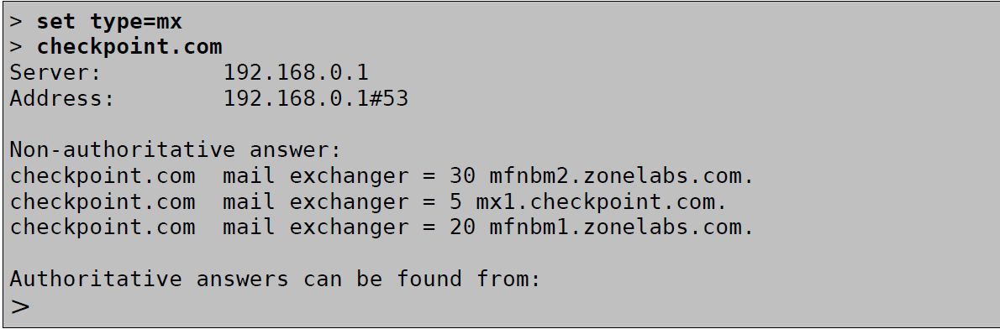 > set type=mx
> checkpoint.com
Server:         192.168.0.1
Address:        192.168.0.1#53
Non-authoritative answer:
checkpoint.com  mail exchanger = 30 mfnbm2.zonelabs.com.
checkpoint.com  mail exchanger = 5 mx1.checkpoint.com.
checkpoint.com  mail exchanger = 20 mfnbm1.zonelabs.com.
Authoritative answers can be found from:
>